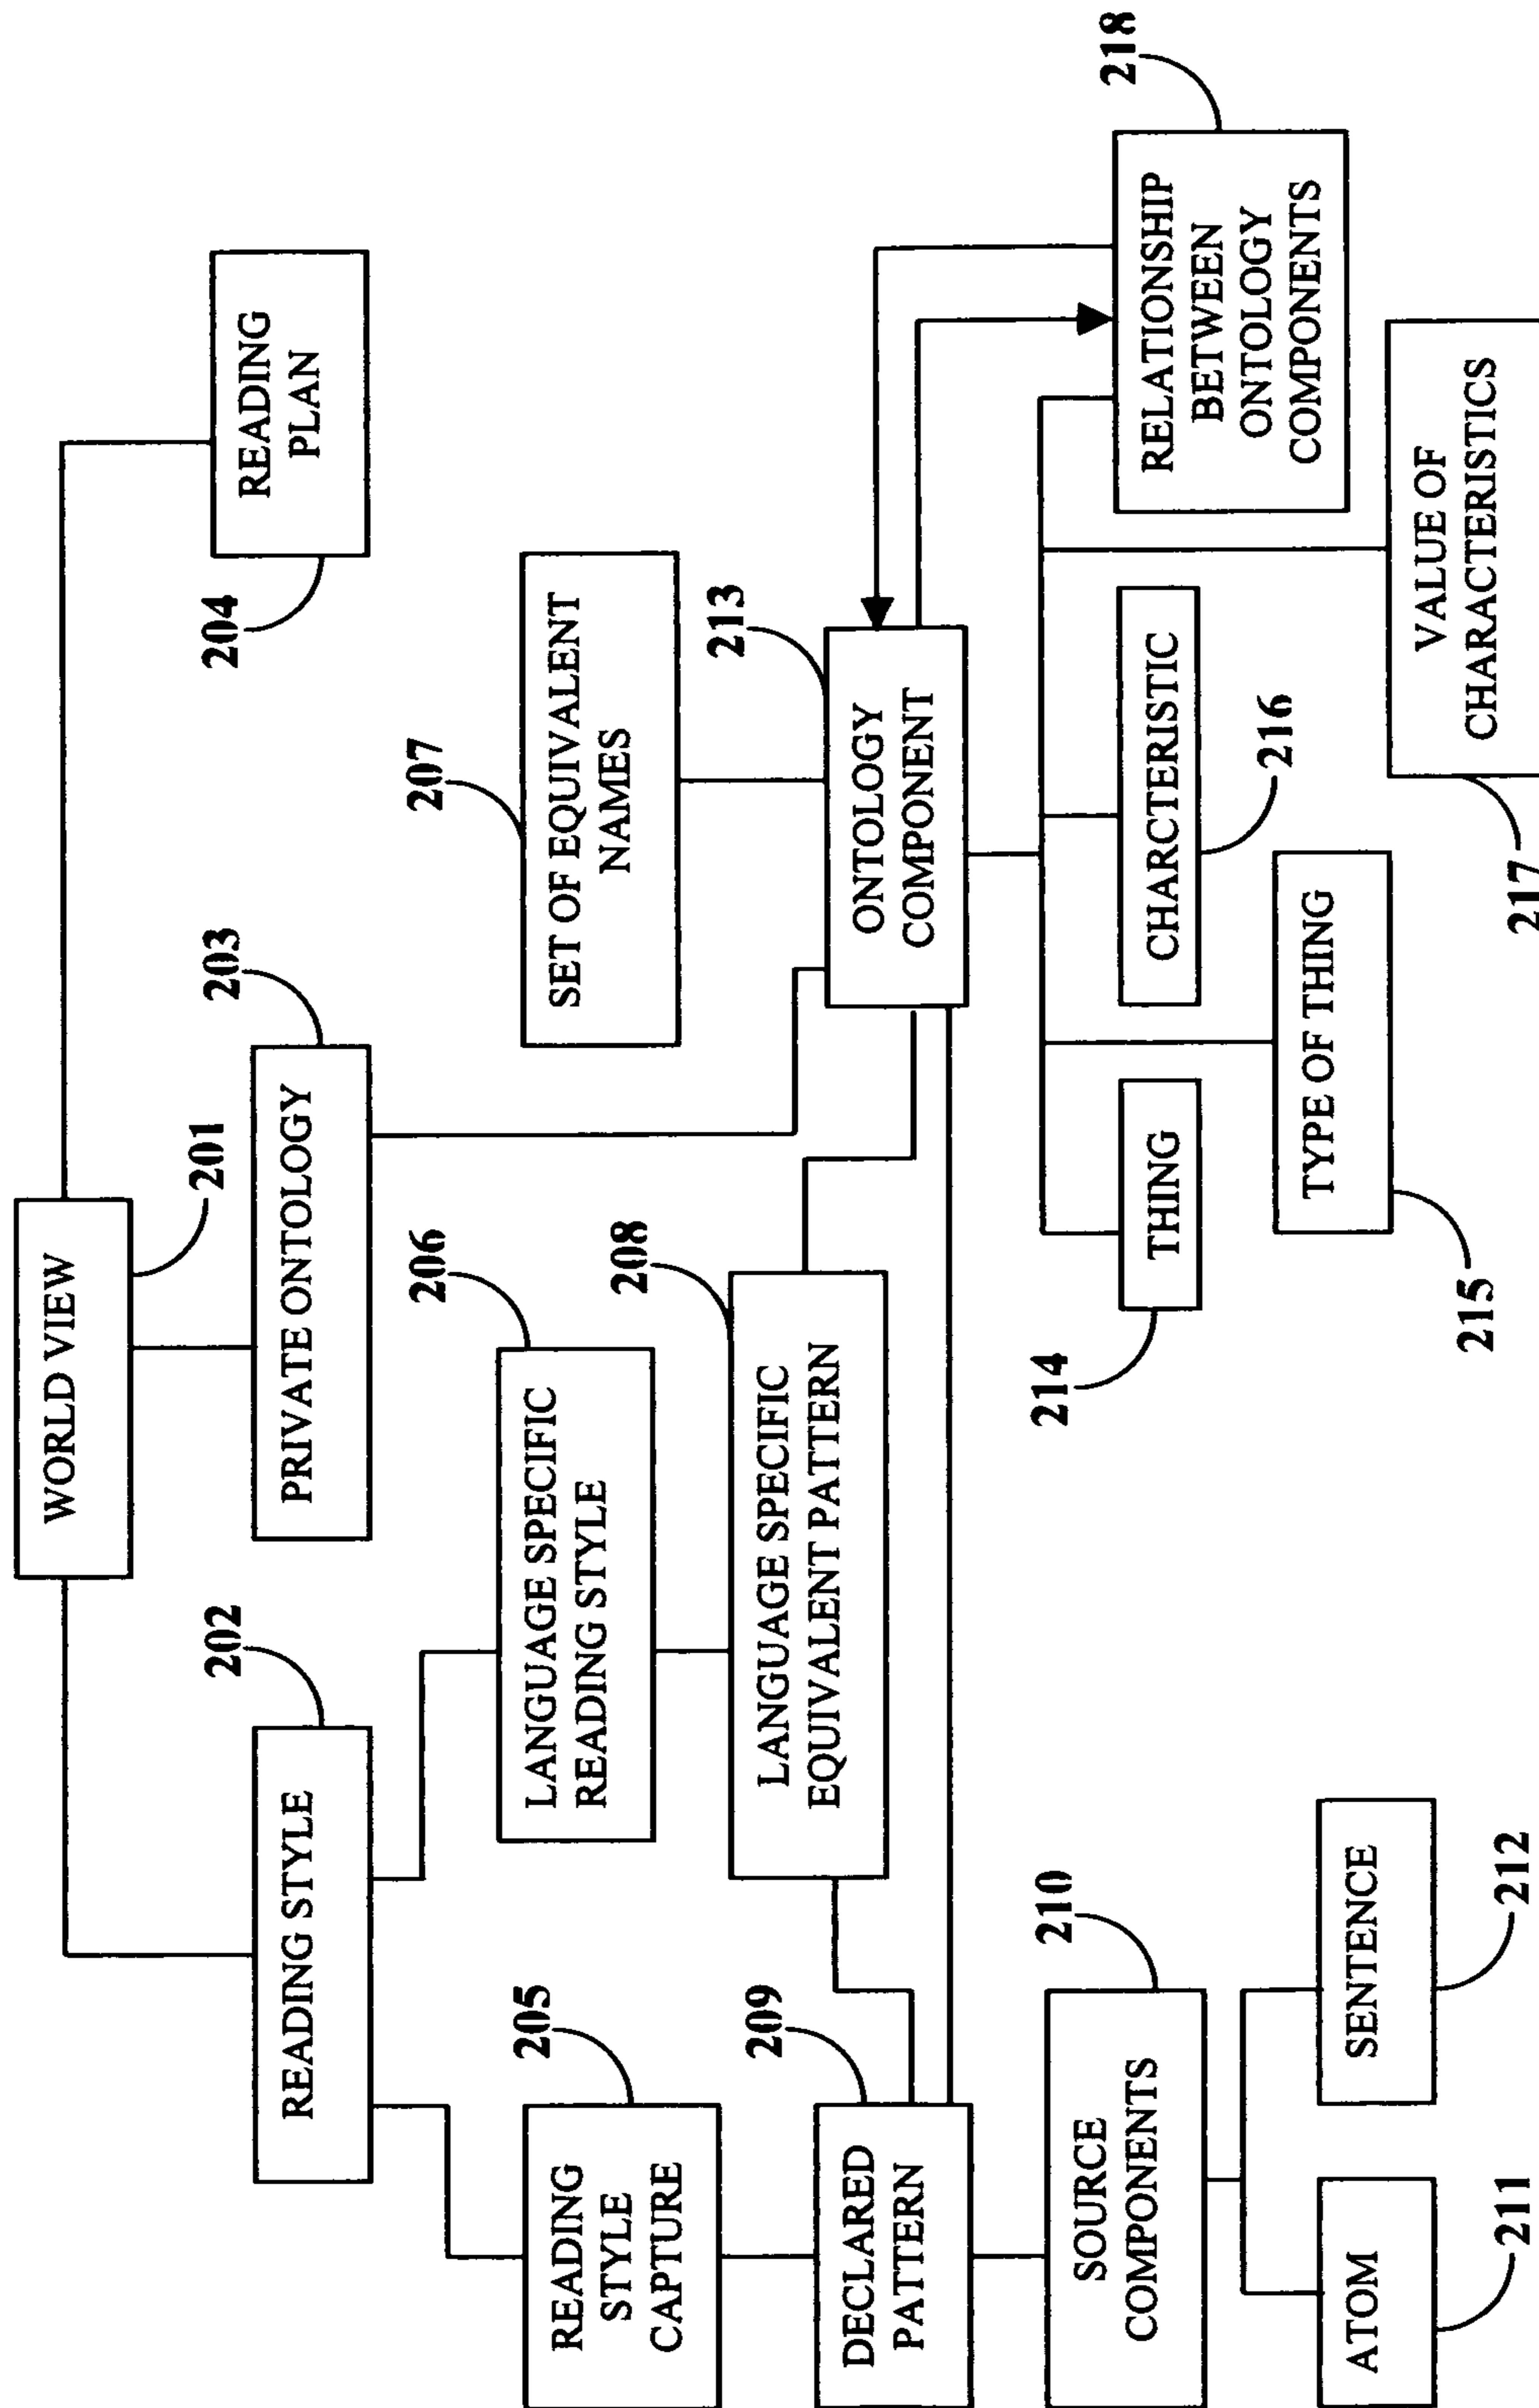 WORLD VIEW
201
202
203
204
READING STYLE
PRIVATE ONTOLOGY
READING
PLAN
205
206
207
READING
STYLE
CAPTURE
LANGUAGE SPECIFIC
READING STYLE
SET OF EQUIVALENT
NAMES
209
208
213
DECLARED
PATTERN
LANGUAGE SPECIFIC
EQUIVALENT PATTERN
ONTOLOGY
COMPONENT
210
214
218
SOURCE
COMPONENTS
THING
CHARCTERISTIC
RELATIONSHIP
BETWEEN
ONTOLOGY
COMPONENTS
216
ATOM
SENTENCE
TYPE OF THING
VALUE OF
CHARACTERISTICS
211
212
215
217